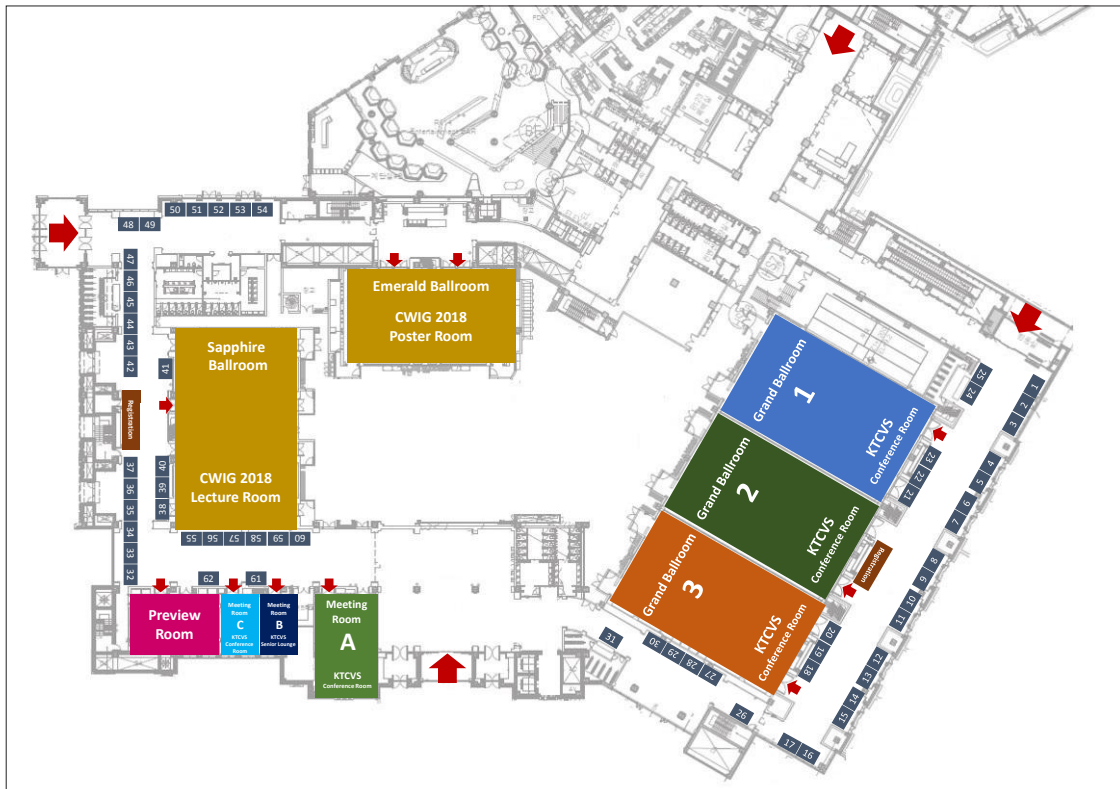 50 51 52 53 54
48 49
47
46
45
44
43
42
41
Registration
40
39
38
37
36
35
34
33
32
Sapphire
Ballroom
CWIG 2018
Lecture Room
Emerald Ballroom
CWIG 2018
Poster Room
55 56 57 58 59 60
62
61
Preview
Room
Meeting
Room
C
KTCVS
Conference
Room
Meeting
Room
B
KTCVS
Senior Lounge
Meeting
Room
A
KTCVS
Conference Room
Grand Ballroom
1
KTCVS
Conference Room
Grand Ballroom
2
KTCVS
Conference Room
Grand Ballroom
3
KTCVS
Conference Room
Registration
25
24
1
2
3
23
22
21
4
5
6
7
8
9
10
11
12
13
14
15
20
19
18
31
30
29
28
27
26
17
16